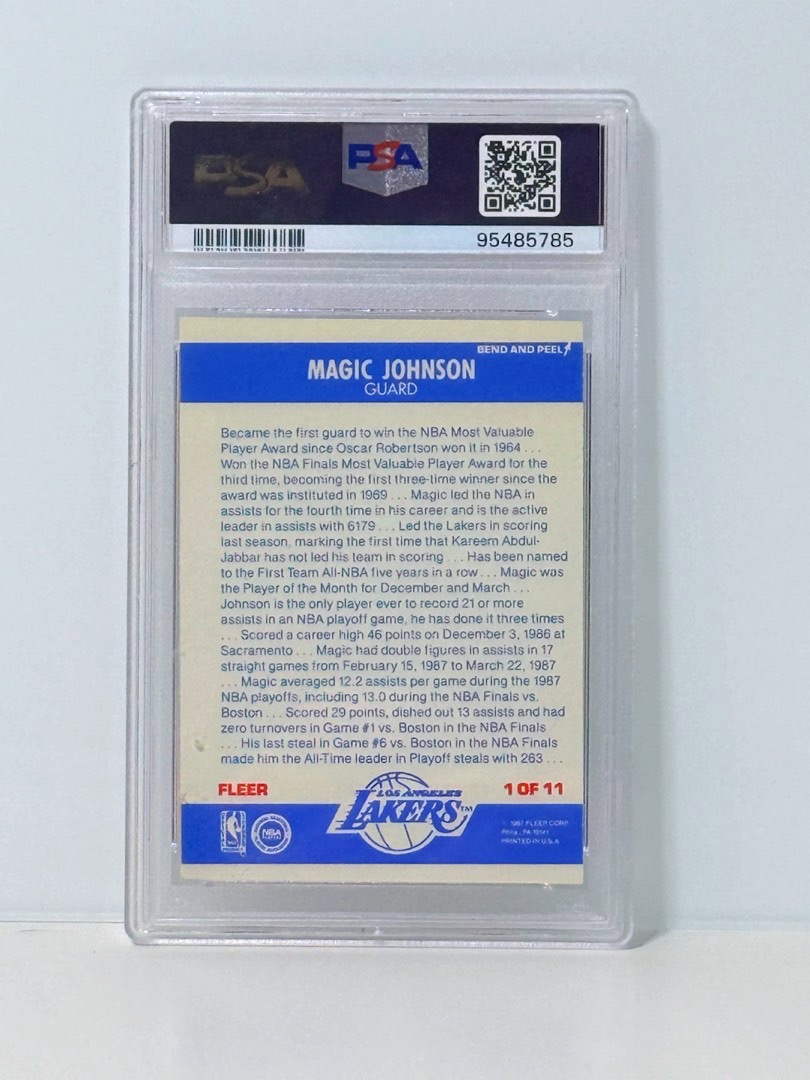 PSA
PSA
95485785
BEND AND PEEL
MAGIC JOHNSON
GUARD
Became the first guard to win the NBA Most Valuable
Player Award since Oscar Robertson won it in 1964 . . .
Won the NBA Finals Most Valuable Player Award for the
third time, becoming the first three-time winner since the
award was instituted in 1969 . . . Magic led the NBA in
assists for the fourth time in his career and is the active
leader in assists with 6179 . . . Led the Lakers in scoring
last season, marking the first time that Kareem Abdul-
Jabbar has not led his team in scoring . . . Has been named
to the First Team All-NBA five years in a row . . . Magic was
the Player of the Month for December and March . . .
Johnson is the only player ever to record 21 or more
assists in an NBA playoff game, he has done it three times
. . . Scored a career high 46 points on December 3, 1986 at
Sacramento . . . Magic had double figures in assists in 17
straight games from February 15, 1987 to March 22, 1987
. . . Magic averaged 12.2 assists per game during the 1987
NBA playoffs, including 13.0 during the NBA Finals vs.
Boston . . . Scored 29 points, dished out 13 assists and had
zero turnovers in Game #1 vs. Boston in the NBA Finals
. . . His last steal in Game #6 vs. Boston in the NBA Finals
made him the All-Time leader in Playoff steals with 263 . . .
FLEER
1 OF 11
LOS ANGELES
LAKERS™
NBA
© 1987 FLEER CORP.
Phila., PA 19141
PRINTED IN U.S.A.